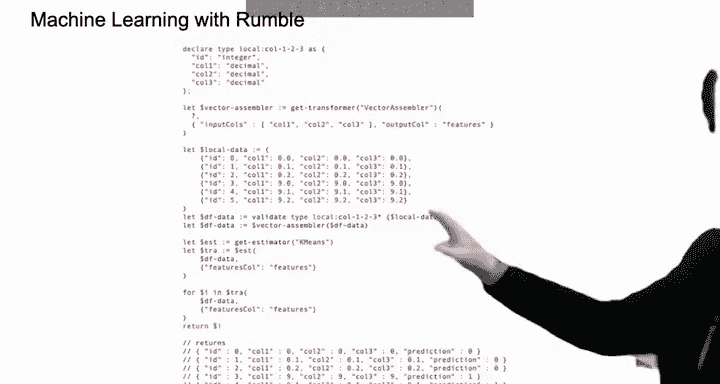 Machine Learning with Rumble
declare type local:col-1-2-3 as {
"id": "integer",
"col1": "decimal",
"col2": "decimal",
"col3": "decimal"
};
let $vector-assembler := get-transformer("VectorAssembler")(
?,
{ "inputCols" : [ "col1", "col2", "col3" ], "outputCol" : "features" }
)
let $local-data := (
{"id": 0, "col1": 0.0, "col2": 0.0, "col3": 0.0},
{"id": 1, "col1": 0.1, "col2": 0.1, "col3": 0.1},
{"id": 2, "col1": 0.2, "col2": 0.2, "col3": 0.2},
{"id": 3, "col1": 9.0, "col2": 9.0, "col3": 9.0},
{"id": 4, "col1": 9.1, "col2": 9.1, "col3": 9.1},
{"id": 5, "col1": 9.2, "col2": 9.2, "col3": 9.2}
)
let $df-data := validate type local:col-1-2-3* {$local-dat
let $df-data := $vector-assembler($df-data)
let $est := get-estimator("KMeans")
let $tra := $est(
$df-data,
{"featuresCol": "features"}
)
for $i in $tra(
$df-data,
{"featuresCol": "features"}
)
return $i
// returns
// { "id" : 0, "col1" : 0, "col2" : 0, "col3" : 0, "prediction" : 0 }
// { "id" : 1, "col1" : 0.1, "col2" : 0.1, "col3" : 0.1, "prediction" : 0 }
// { "id" : 2, "col1" : 0.2, "col2" : 0.2, "col3" : 0.2, "prediction" : 0 }
// { "id" : 3, "col1" : 9, "col2" : 9, "col3" : 9, "prediction" : 1 }